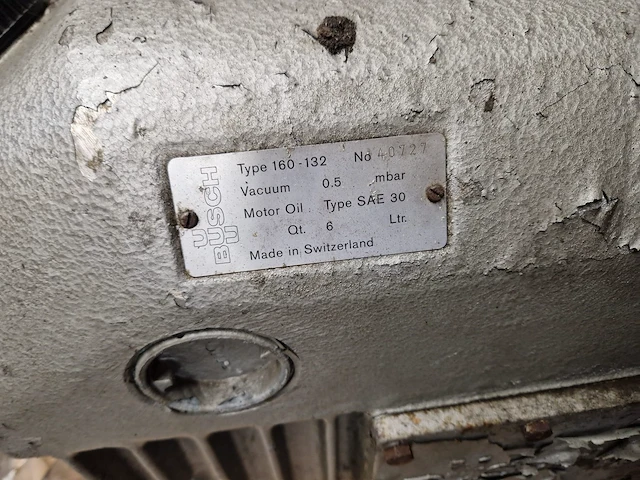 BUSCH
Type 160-132 No 40727
Vacuum 0.5 mbar
Motor Oil Type SAE 30
Qt. 6 Ltr.
Made in Switzerland